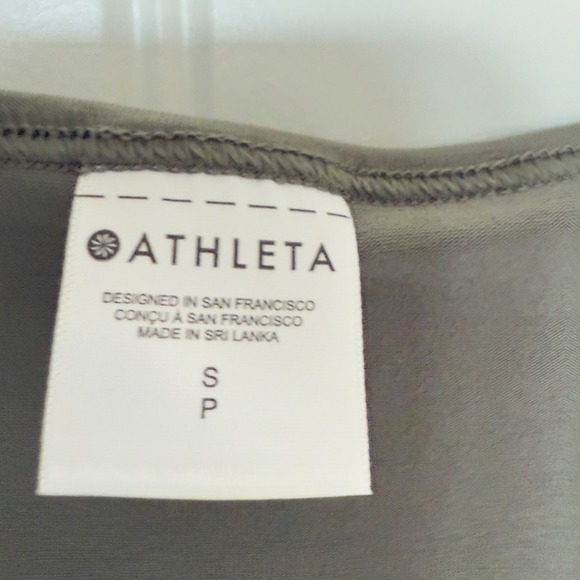 ATHLETA
DESIGNED IN SAN FRANCISCO
CONÇU À SAN FRANCISCO
MADE IN SRI LANKA
S
P